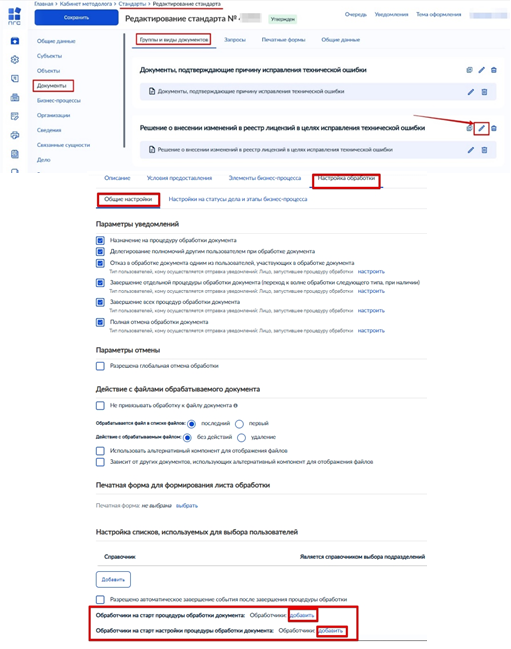 Главная > Кабинет методолога > Стандарты > Редактирование стандарта
ПГС
Сохранить
Редактирование стандарта №
Утвержден
Очередь Уведомления Тема оформления
Общие данные
Субъекты
Объекты
Документы
Бизнес-процессы
Организации
Сведения
Связанные сущности
Дело
Группы и виды документов Запросы Печатные формы Общие данные
Документы, подтверждающие причину исправления технической ошибки
Документы, подтверждающие причину исправления технической ошибки
Решение о внесении изменений в реестр лицензий в целях исправления технической ошибки
Решение о внесении изменений в реестр лицензий в целях исправления технической ошибки
Описание Условия предоставления Элементы бизнес-процесса Настройка обработки
Общие настройки Настройки на статусы дела и этапы бизнес-процесса
Параметры уведомлений
Назначение на процедуру обработки документа
Делегирование полномочий другим пользователем при обработке документа
Отказ в обработке документа одним из пользователей, участвующих в обработке документа
Тип пользователей, кому осуществляется отправка уведомлений: Лицо, запустившее процедуру обработки настроить
Завершение отдельной процедуры обработки документа (переход к волне обработки следующего типа, при наличии)
Тип пользователей, кому осуществляется отправка уведомлений: Лицо, запустившее процедуру обработки настроить
Завершение всех процедур обработки документа
Тип пользователей, кому осуществляется отправка уведомлений: Лицо, запустившее процедуру обработки настроить
Полная отмена обработки документа
Тип пользователей, кому осуществляется отправка уведомлений: Лицо, запустившее процедуру обработки настроить
Параметры отмены
Разрешена глобальная отмена обработки
Действие с файлами обрабатываемого документа
Не привязывать обработку к файлу документа
Обрабатывается файл в списке файлов: последний первый
Действие с обрабатываемым файлом: без действий удаление
Использовать альтернативный компонент для отображения файлов
Зависит от других документов, использующих альтернативный компонент для отображения файлов
Печатная форма для формирования листа обработки
Печатная форма: не выбрана выбрать
Настройка списков, используемых для выбора пользователей
Справочник Является справочником выбора подразделений
Добавить
Разрешено автоматическое завершение события после завершения процедуры обработки
Обработчики на старт процедуры обработки документа: Обработчики: добавить
Обработчики на старт настройки процедуры обработки документа: Обработчики: добавить